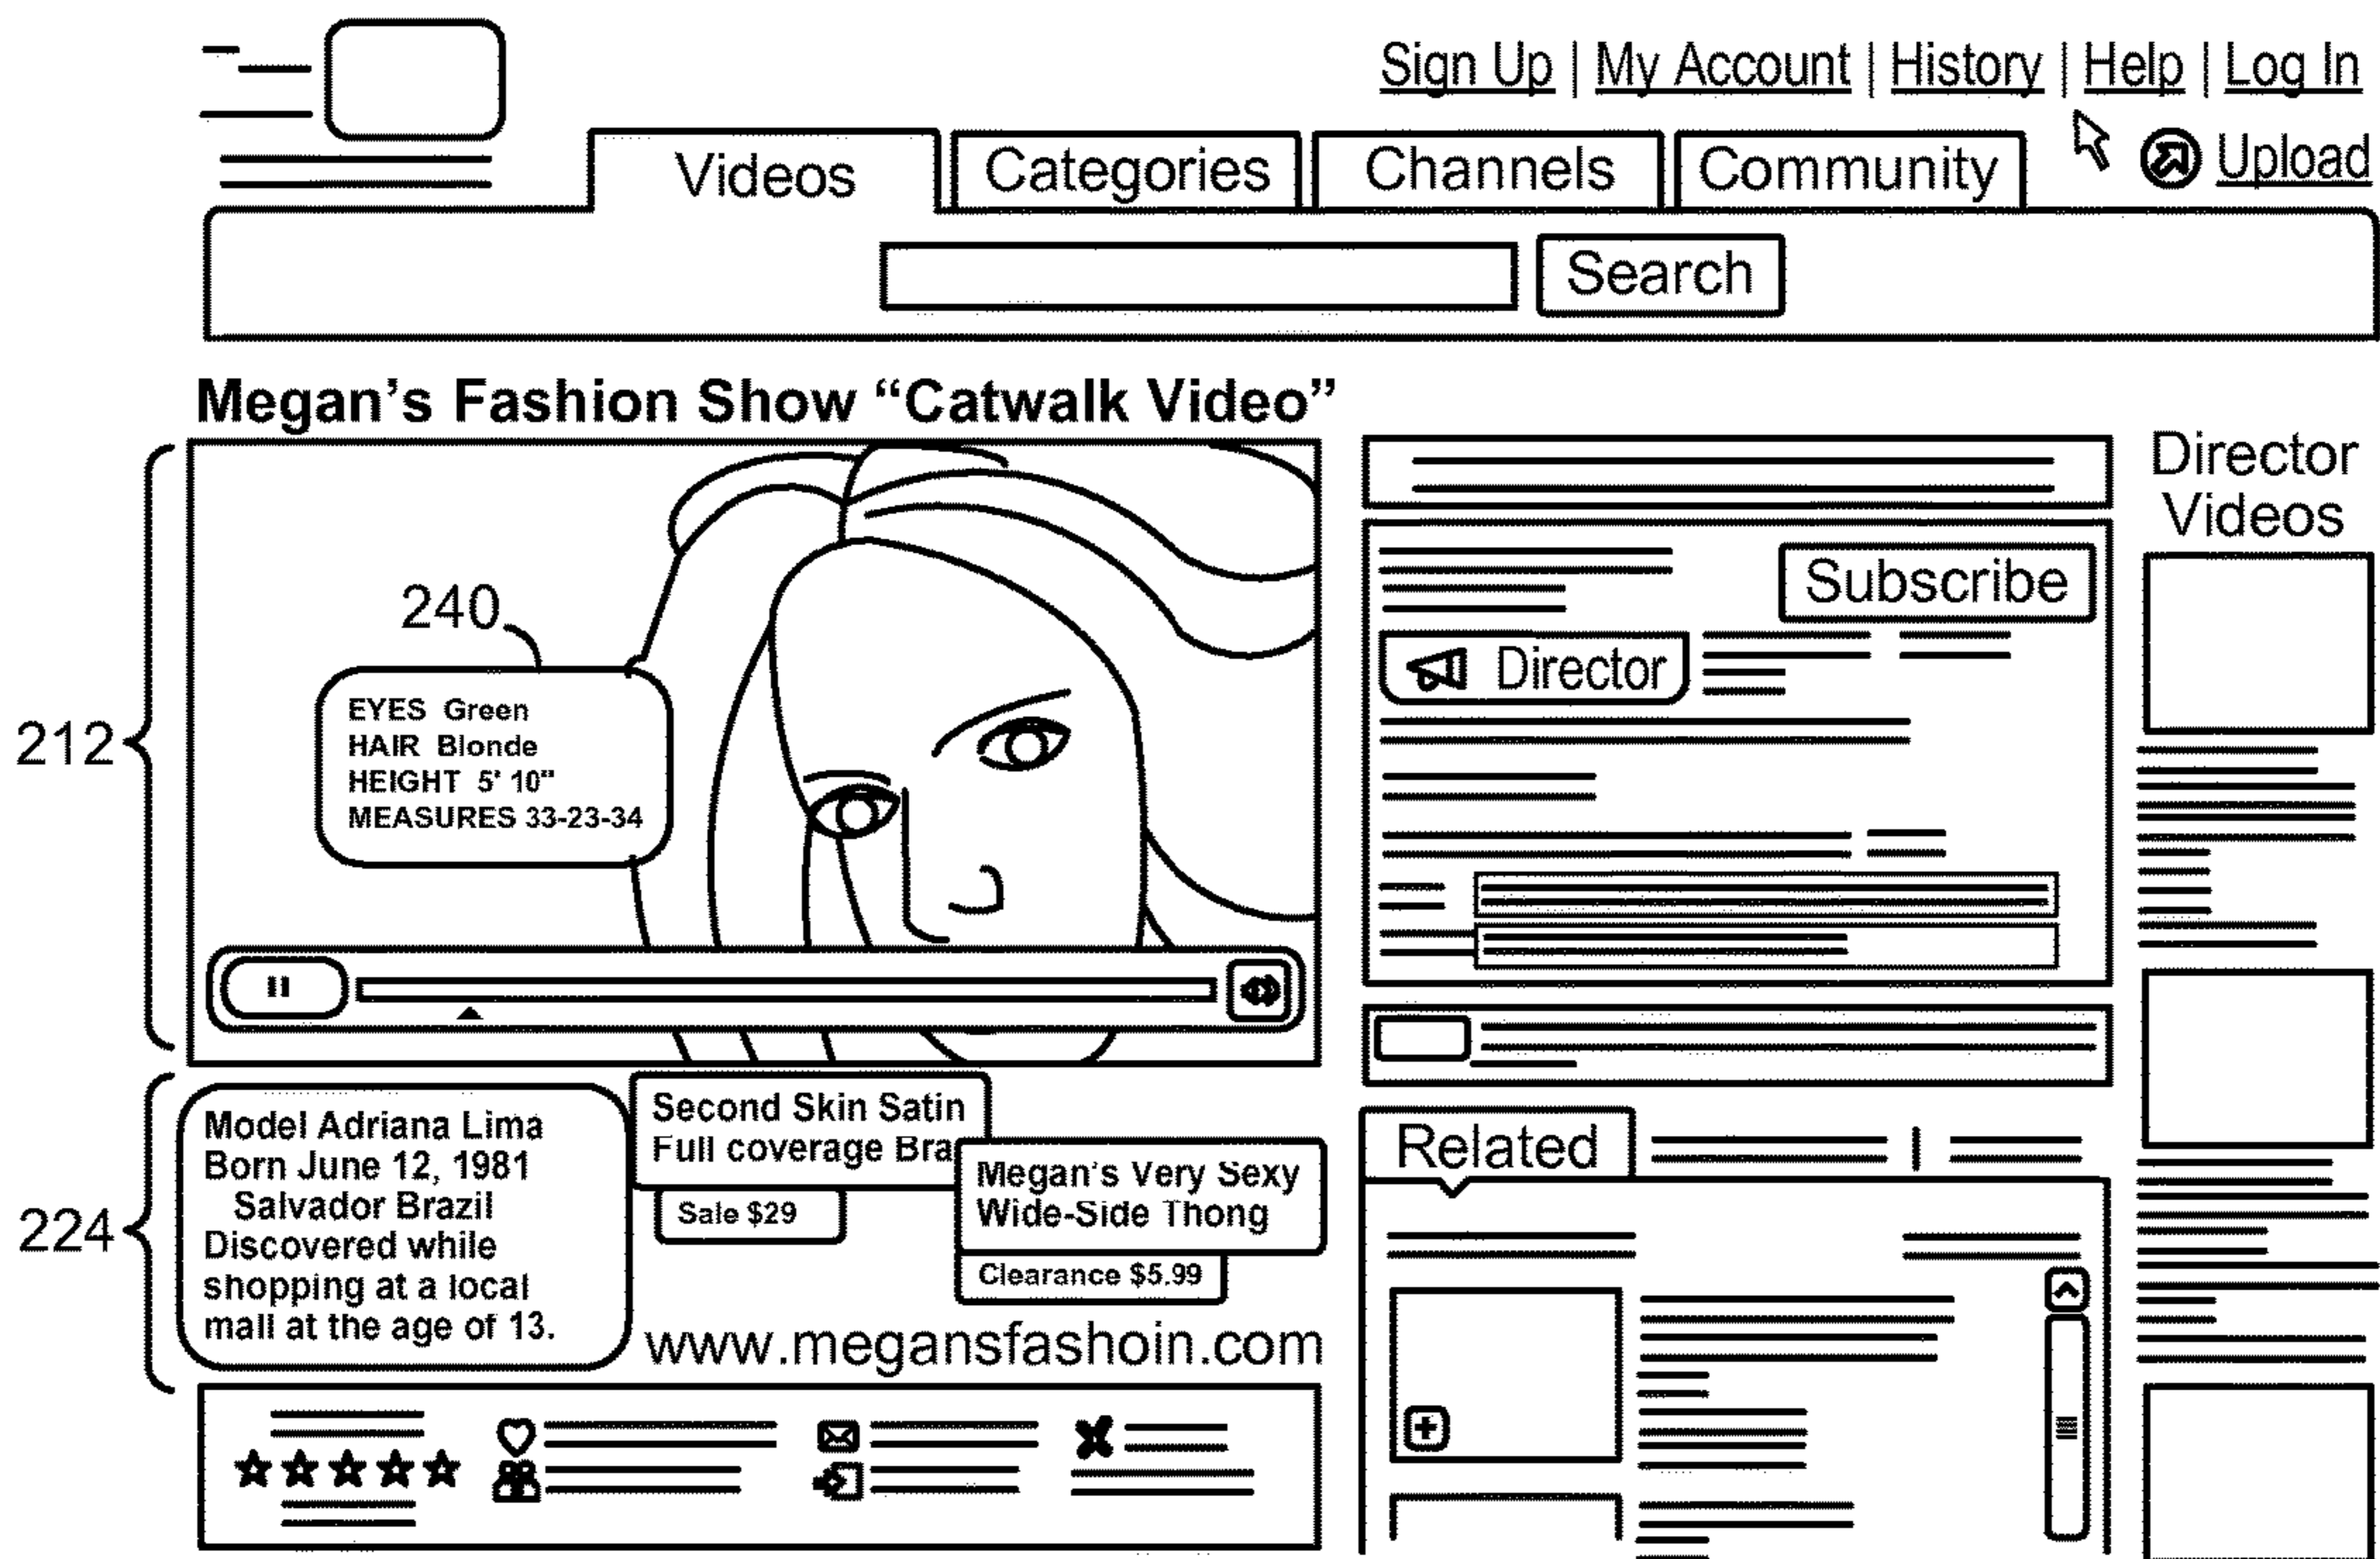 Sign Up | My Account | History | Help | Log In
Videos
Categories
Channels
Community
Upload
Search
Megan's Fashion Show “Catwalk Video”
212
240
EYES Green
HAIR Blonde
HEIGHT 5' 10"
MEASURES 33-23-34
Subscribe
Director
Director
Videos
224
Model Adriana Lima
Born June 12, 1981
Salvador Brazil
Discovered while
shopping at a local
mall at the age of 13.
Second Skin Satin
Full coverage Bra
Sale $29
Megan's Very Sexy
Wide-Side Thong
Clearance $5.99
www.megansfashoin.com
Related